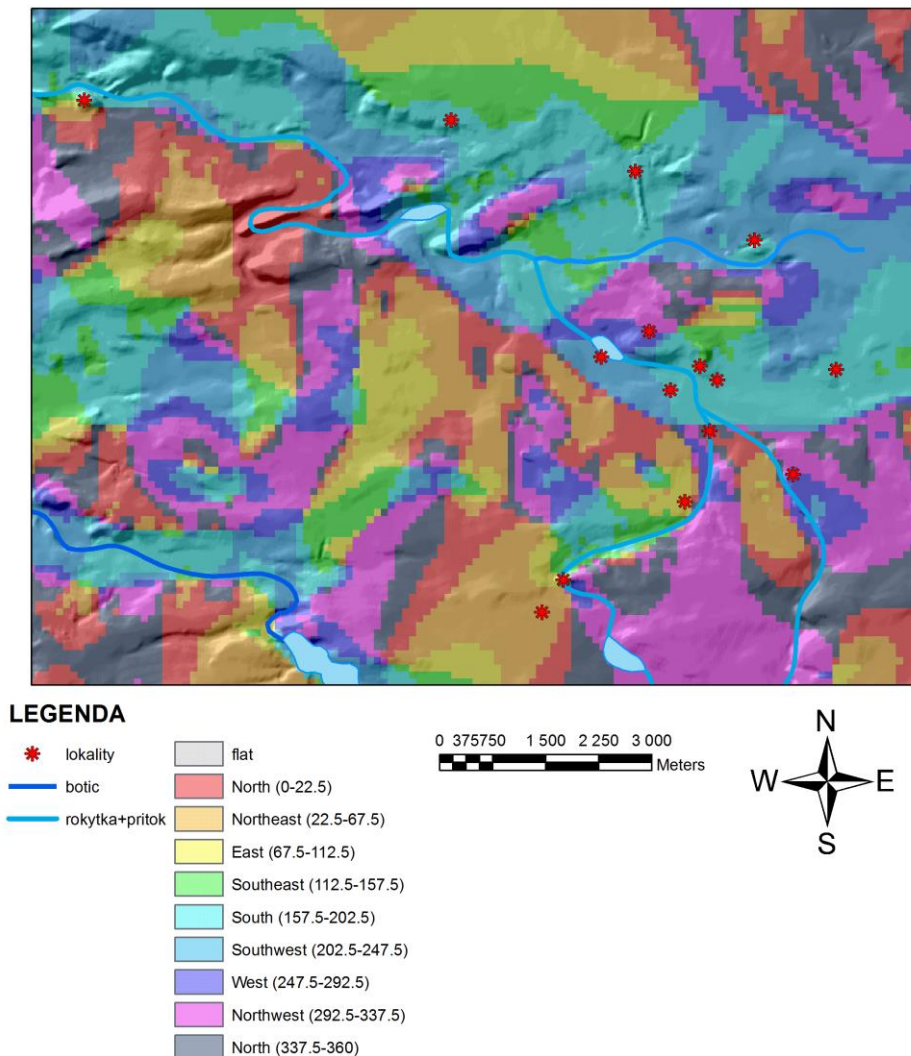 LEGENDA
lokality
botic
rokytka+pritok
flat
North (0-22.5)
Northeast (22.5-67.5)
East (67.5-112.5)
Southeast (112.5-157.5)
South (157.5-202.5)
Southwest (202.5-247.5)
West (247.5-292.5)
Northwest (292.5-337.5)
North (337.5-360)
0 375750 1 500 2 250 3 000
Meters
N
W E
S